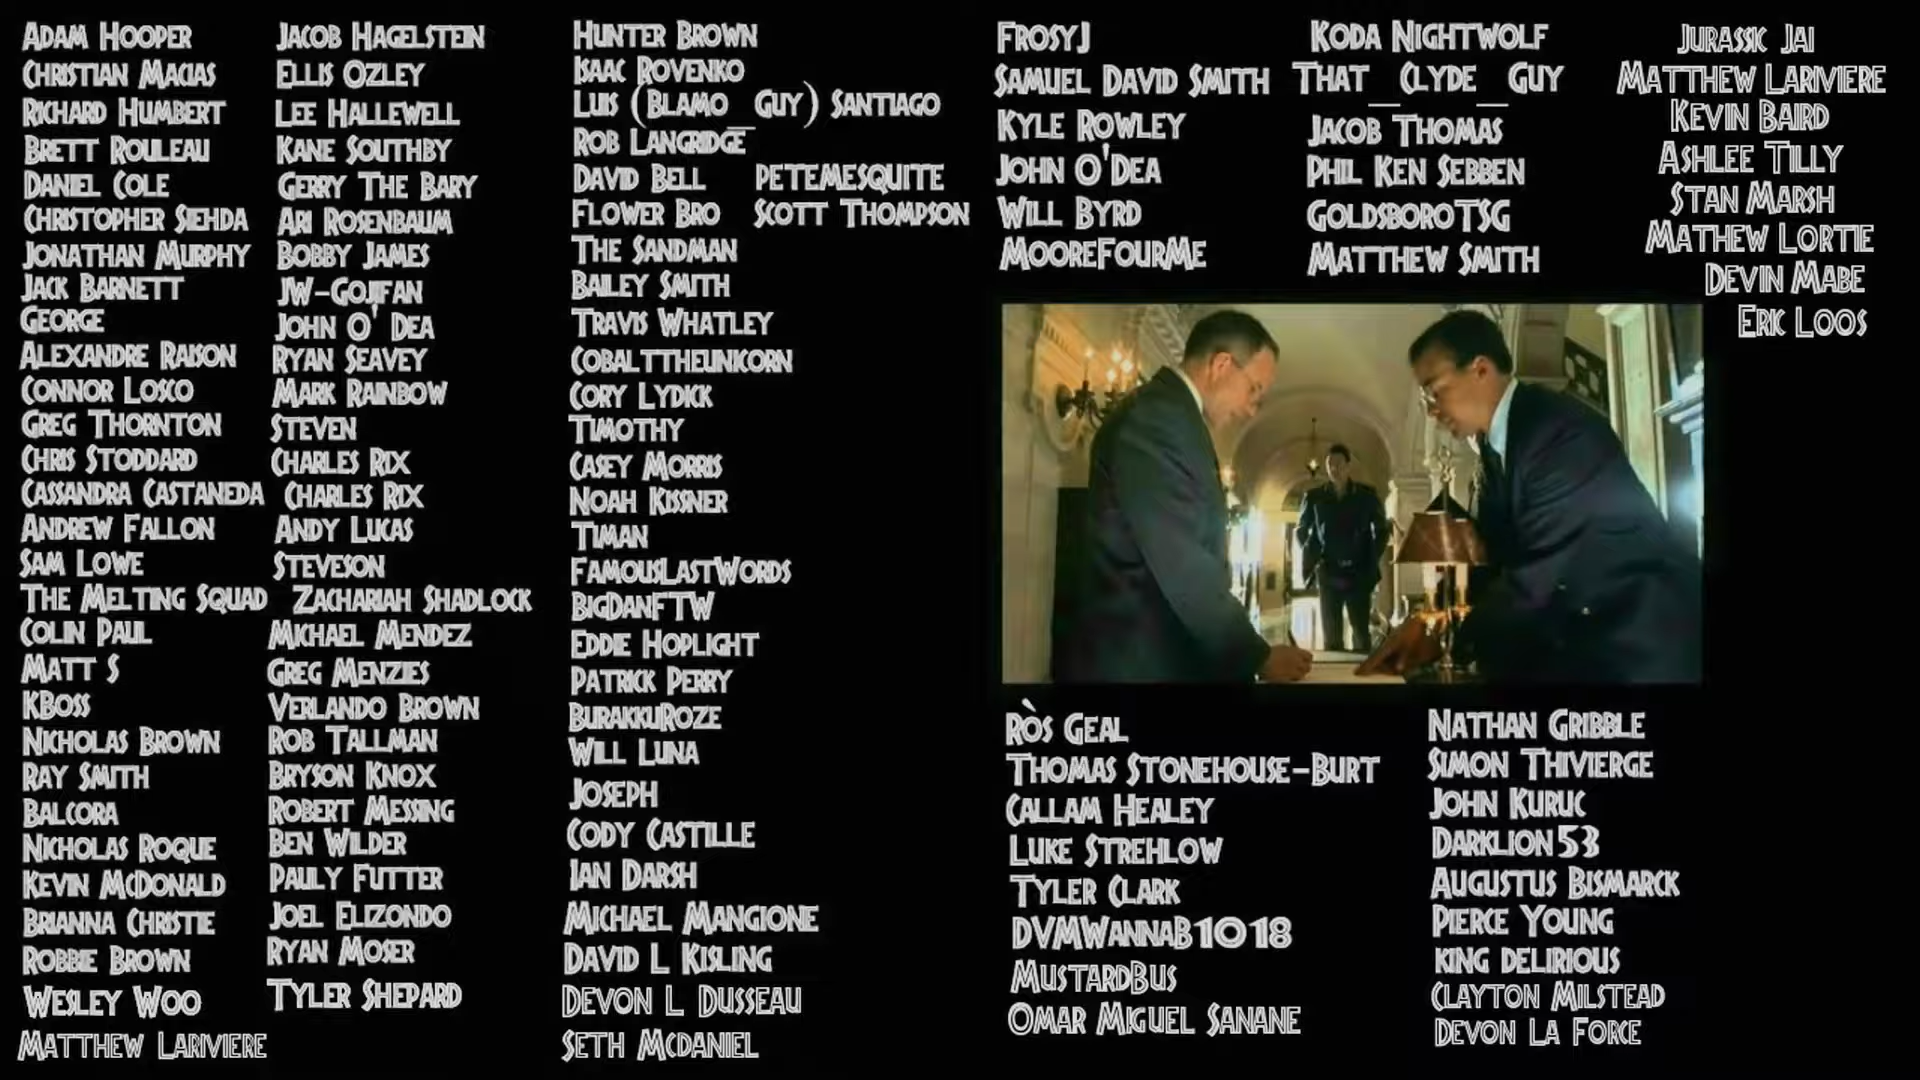 Adam Hooper
Christian Macias
Richard Humbert
Brett Rouleau
Daniel Cole
Christopher Siehda
Jonathan Murphy
Jack Barnett
George
Alexandre Raison
Connor Losco
Greg Thornton
Chris Stoddard
Cassandra Castaneda
Andrew Fallon
Sam Lowe
The Melting Squad
Colin Paul
Matt S
KBoss
Nicholas Brown
Ray Smith
Balcora
Nicholas Roque
Kevin McDonald
Brianna Christie
Robbie Brown
Wesley Woo
Matthew Lariviere
Jacob Hagelstein
Ellis Ozley
Lee Hallewell
Kane Southby
Gerry The Bary
Ari Rosenbaum
Bobby James
JW-Gojifan
John O' Dea
Ryan Seavey
Mark Rainbow
Steven
Charles Rix
Charles Rix
Andy Lucas
Steveson
Zachariah Shadlock
Michael Mendez
Greg Menzies
Verlando Brown
Rob Tallman
Bryson Knox
Robert Messing
Ben Wilder
Pauly Futter
Joel Elizondo
Ryan Moser
Tyler Shepard
Hunter Brown
Isaac Rovenko
Luis (Blamo_Guy) Santiago
Rob Langridge
David Bell
Flower Bro
The Sandman
Bailey Smith
Travis Whatley
Cobalttheunkorn
Cory Lydick
Timothy
Casey Morris
Noah Kissner
Timan
FamousLastWords
BigDanFTW
Eddie Hoplight
Patrick Perry
BurakkuRoze
Will Luna
Joseph
Cody Castille
Ian Darsh
Michael Mangione
David L Kisling
Devon L Dusseau
Seth McDaniel
petemesquite
Scott Thompson
FrosyJ
Samuel David Smith
Kyle Rowley
John O'Dea
Will Byrd
MooreFourMe
Koda Nightwolf
That_Clyde_Guy
Jacob Thomas
Phil Ken Sebben
GoldsboroTSG
Matthew Smith
Jurassic Jai
Matthew Lariviere
Kevin Baird
Ashlee Tilly
Stan Marsh
Mathew Lortie
Devin Mabe
Eric Loos
Ròs Geal
Thomas Stonehouse-Burt
Callam Healey
Luke Strehlow
Tyler Clark
DVMWannaB1018
MustardBus
Omar Miguel Sanane
Nathan Gribble
Simon Thivierge
John Kuruc
Darklion53
Augustus Bismarck
Pierce Young
king delirious
Clayton Milstead
Devon La Force